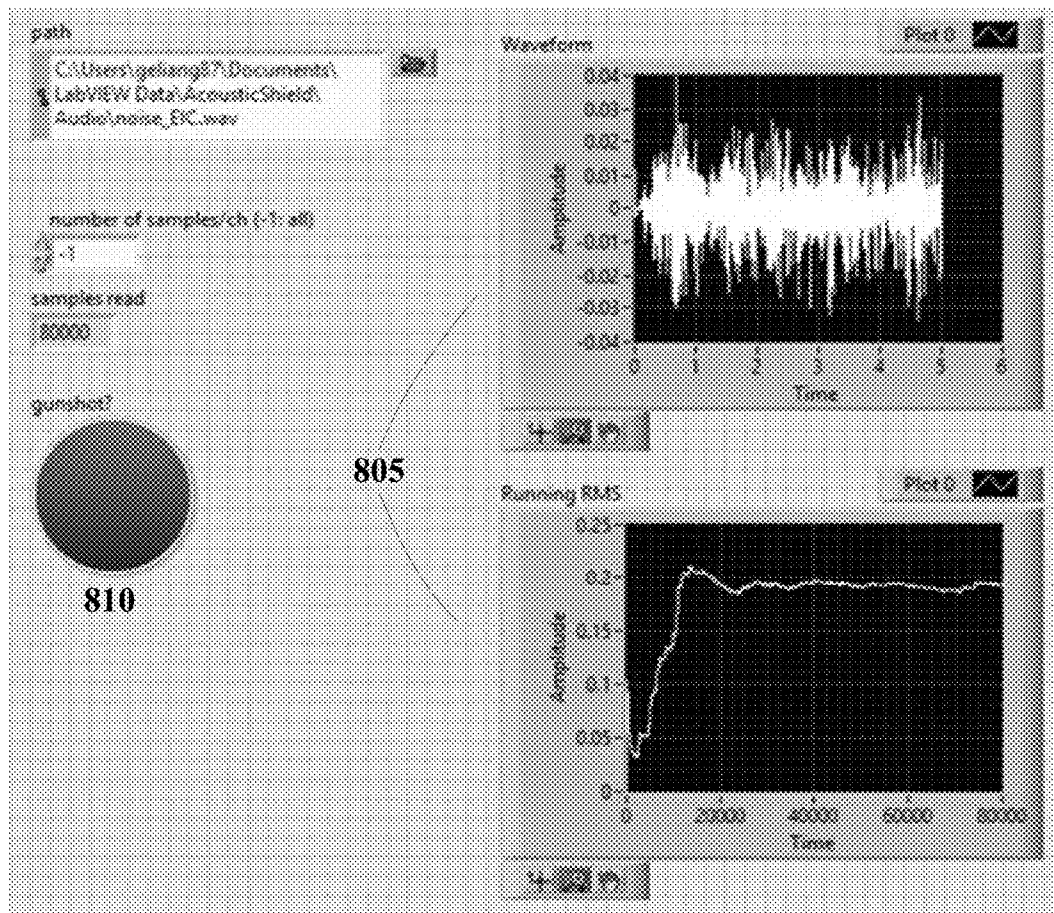 path
C:\Users\geliang87\Documents\
LabVIEW Data\AcousticShield\
Audio\noise_EIC.wav
number of samples/ch (-1: all)
-1
samples read
80000
gunshot?
810
805
Waveform
Plot 0
Amplitude
0.04
0.03
0.02
0.01
0
-0.01
-0.02
-0.03
-0.04
0 1 2 3 4 5 6
Time
Running RMS
Plot 0
Amplitude
0.25
0.2
0.15
0.1
0.05
0
0 20000 40000 60000 80000
Time